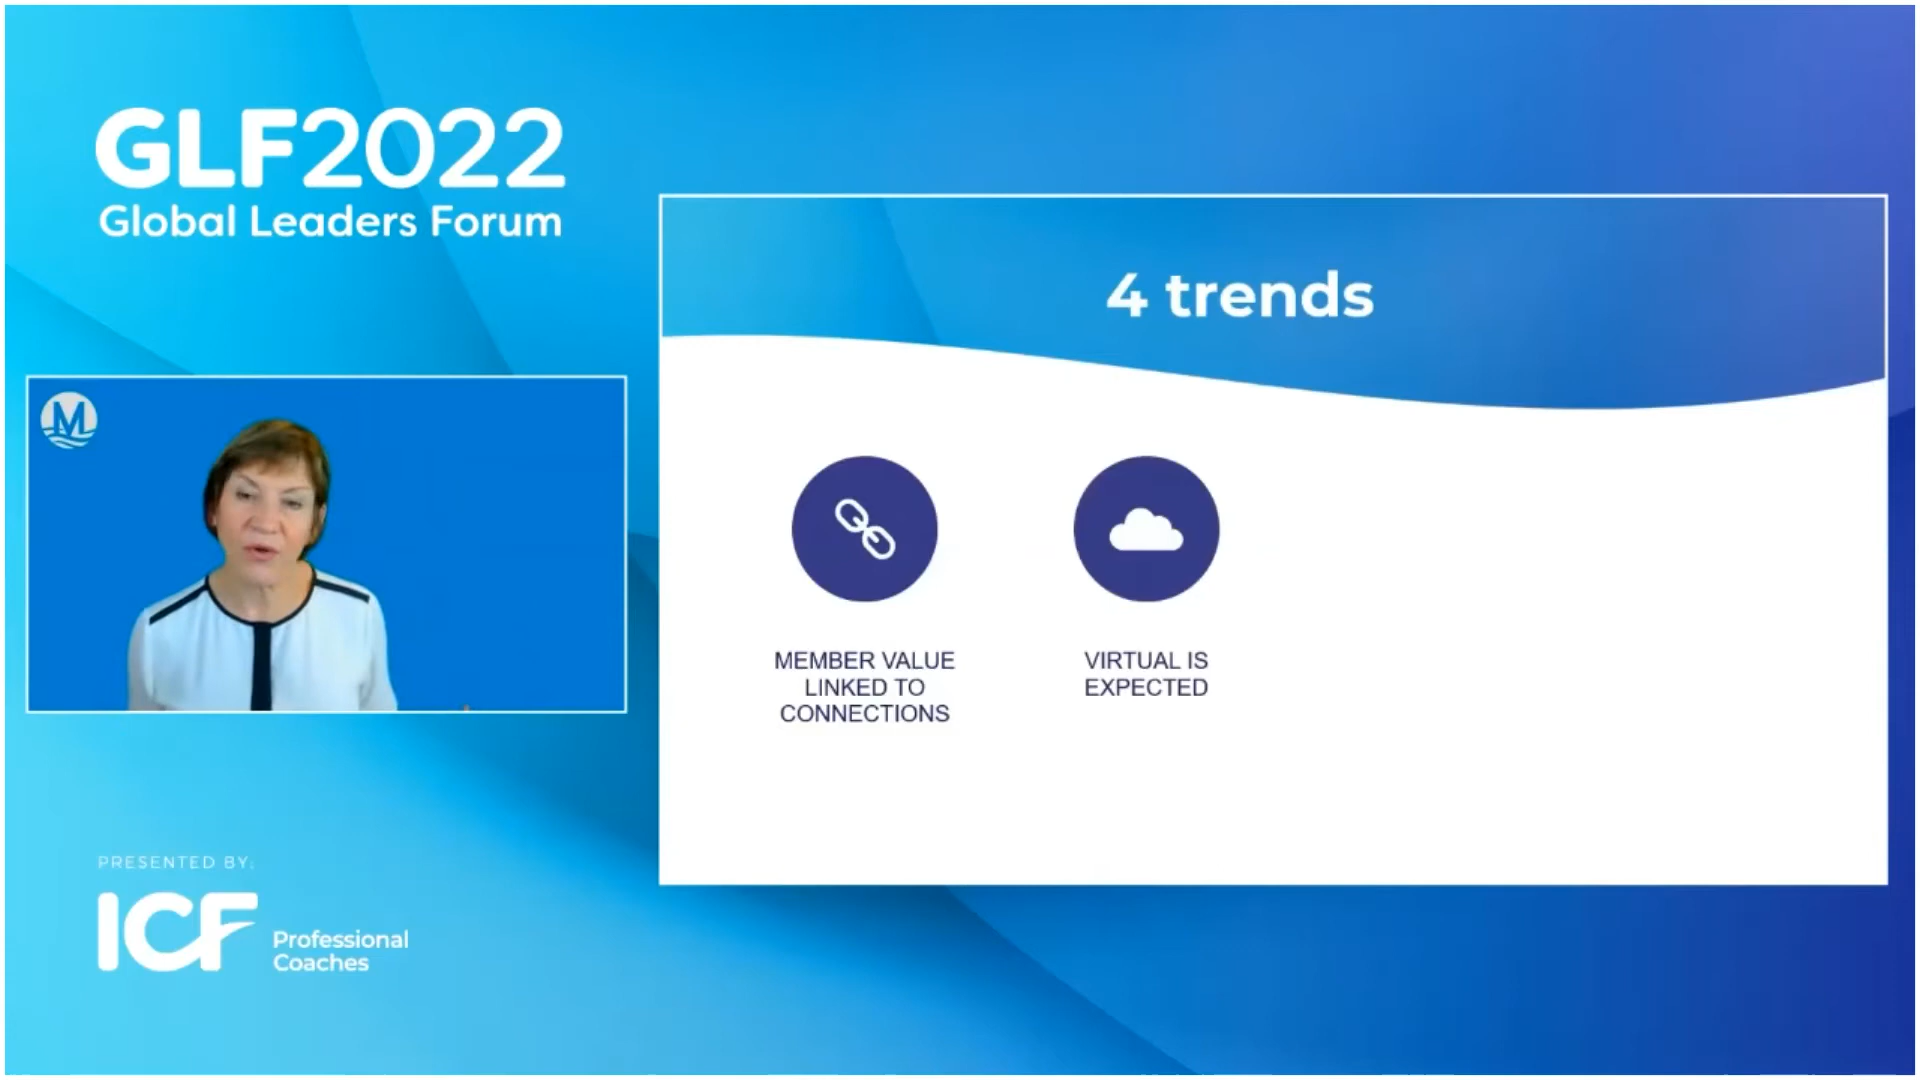 GLF2022
Global Leaders Forum
4 trends
M
MEMBER VALUE
LINKED TO
CONNECTIONS
VIRTUAL IS
EXPECTED
PRESENTED BY:
ICF
Professional
Coaches